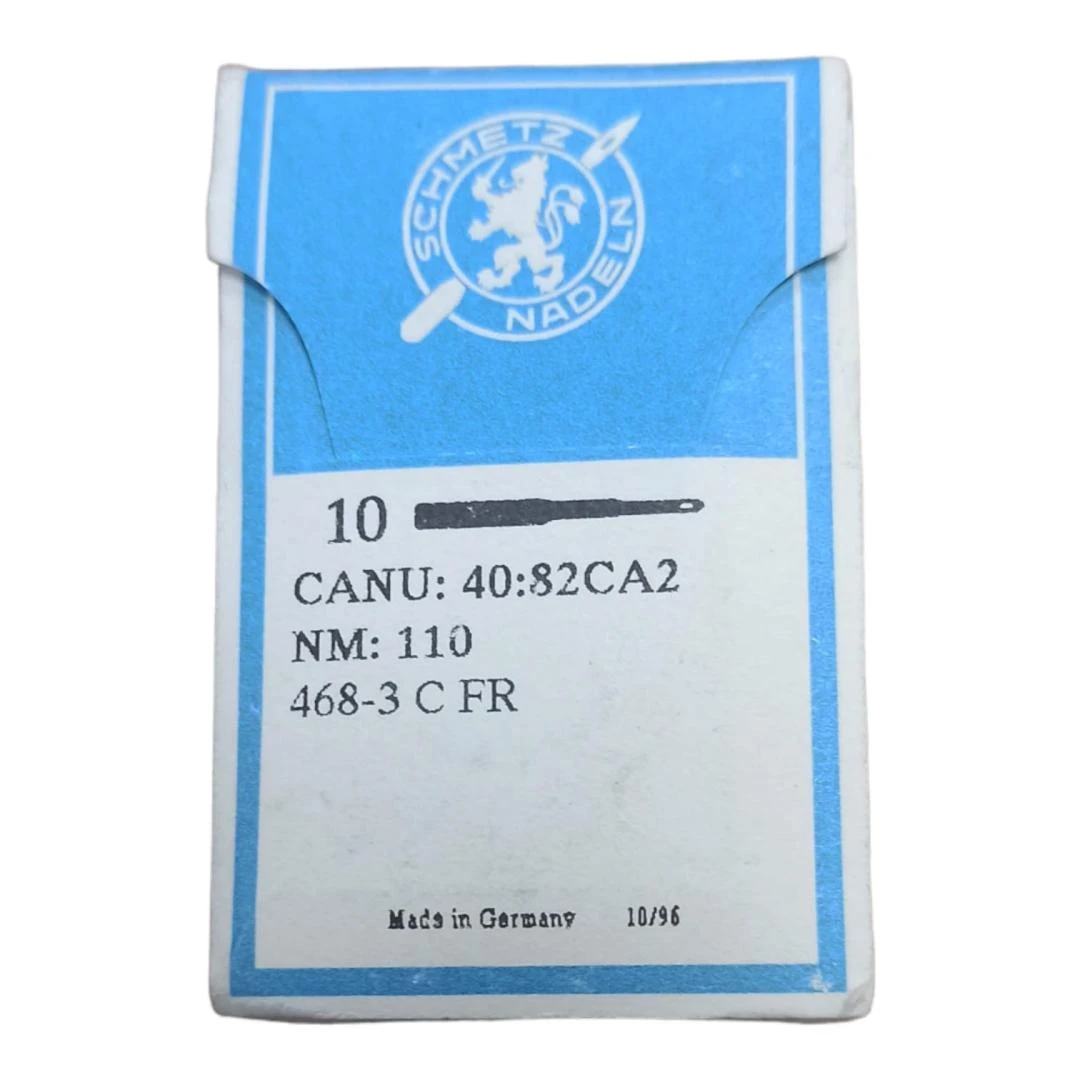 SCHMETZ
NADELN
10
CANU: 40:82CA2
NM: 110
468-3 C FR
Made in Germany 10/96